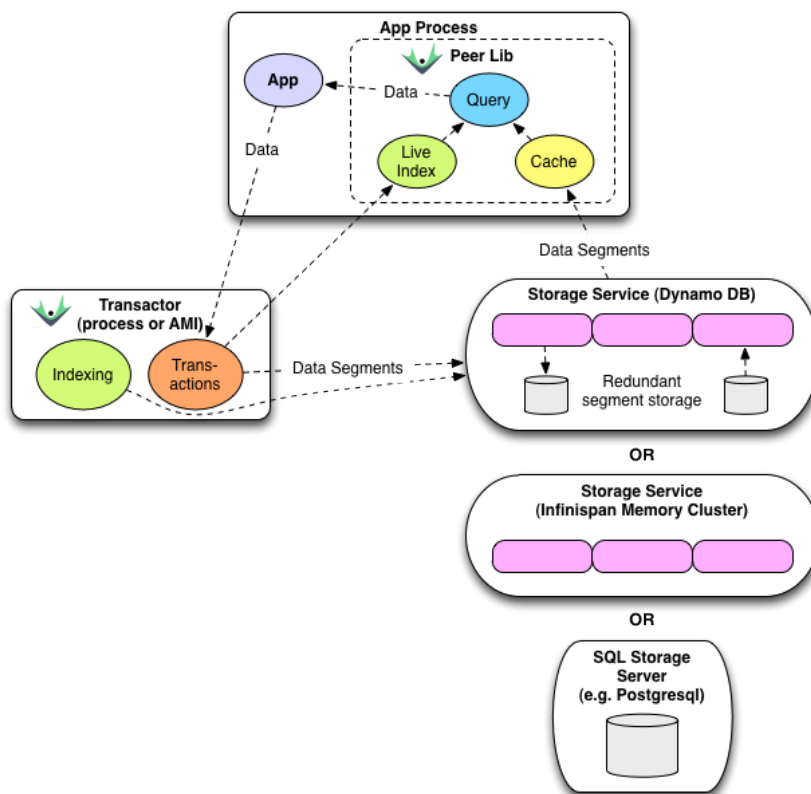 App Process
Peer Lib
App
Data
Query
Data
Live
Index
Cache
Data Segments
Transactor
(process or AMI)
Indexing
Trans-
actions
Data Segments
Storage Service (Dynamo DB)
Redundant
segment storage
OR
Storage Service
(Infinispan Memory Cluster)
OR
SQL Storage
Server
(e.g. Postgresql)